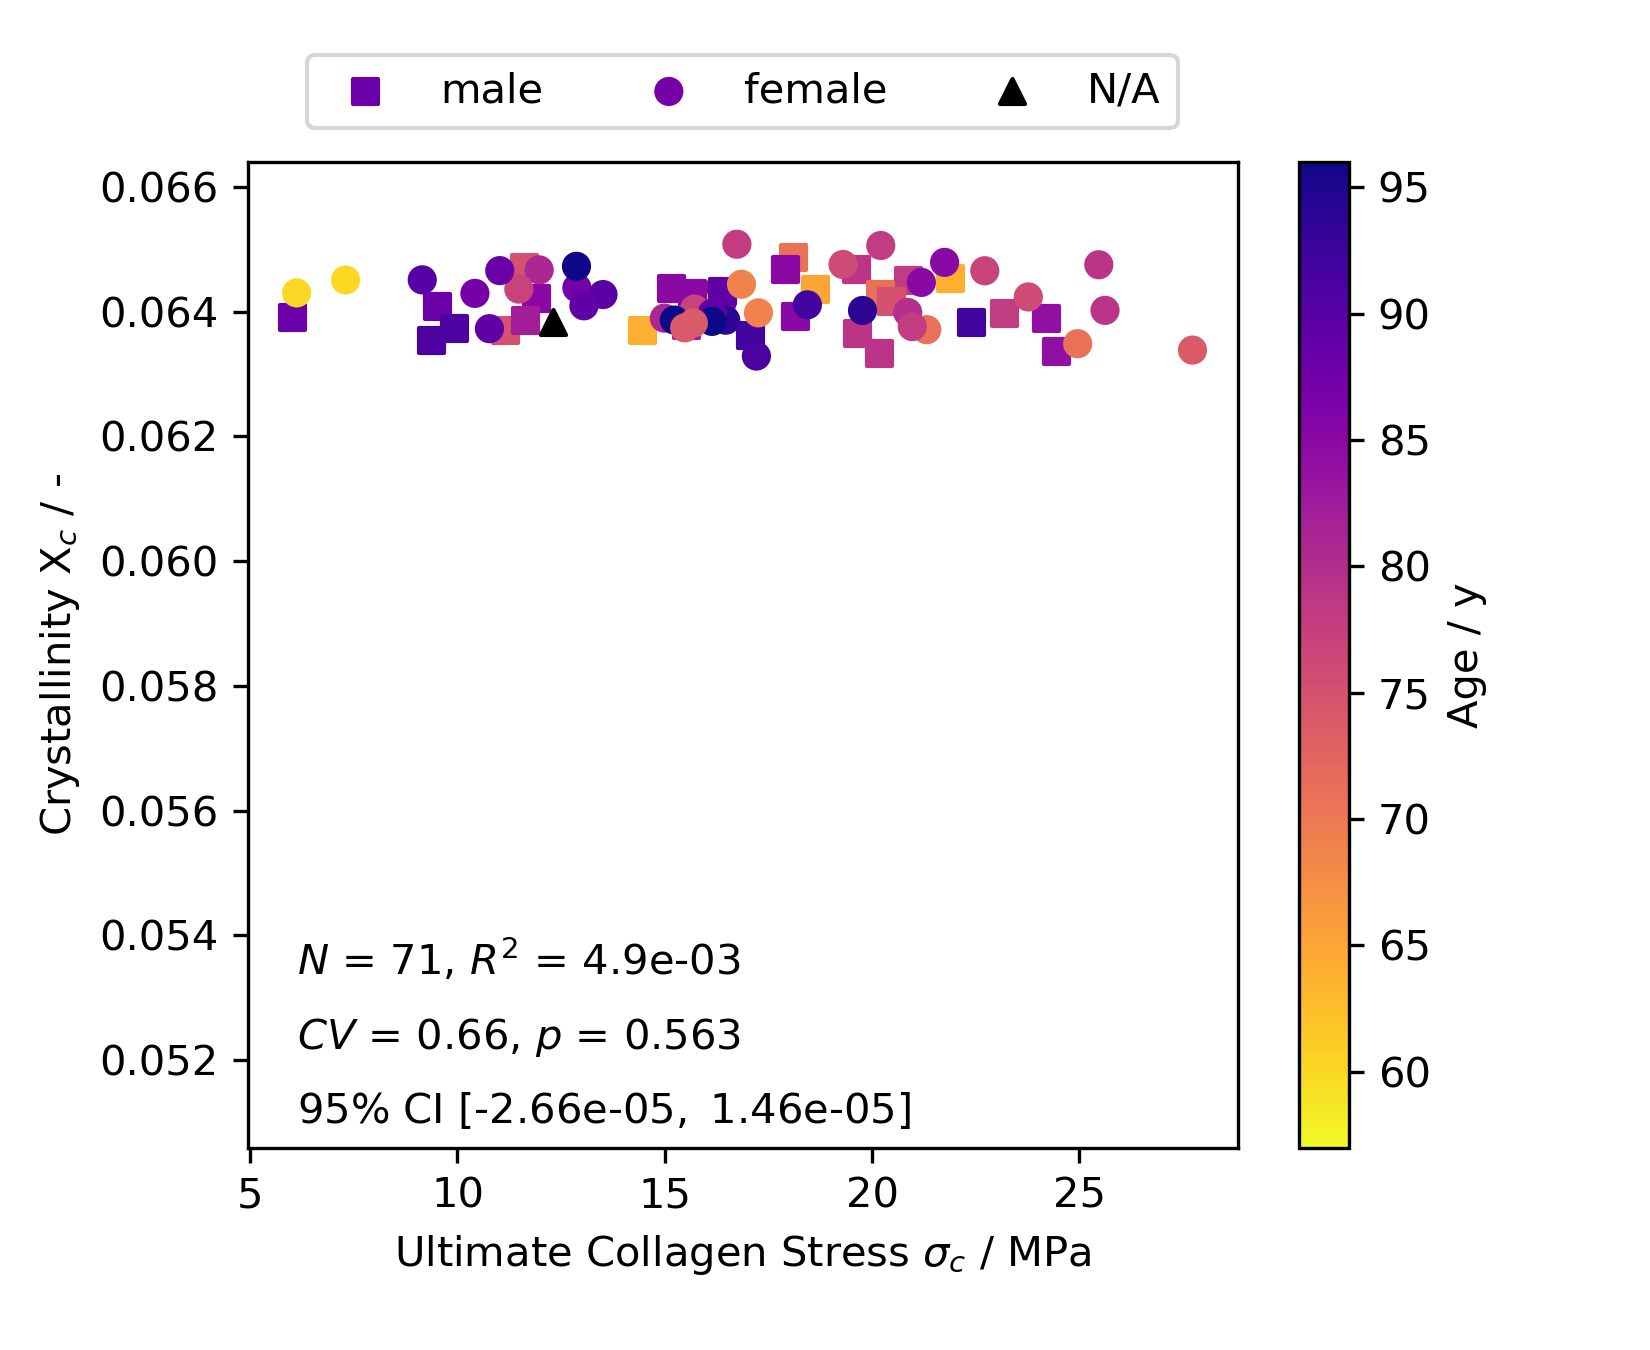 male female N/A
0.066
0.064
0.062
0.060
0.058
0.056
0.054
0.052
Crystallinity X_c / -
N = 71, R² = 4.9e-03
CV = 0.66, p = 0.563
95% CI [-2.66e-05, 1.46e-05]
5 10 15 20 25
Ultimate Collagen Stress σ_c / MPa
95
90
85
80
75
70
65
60
Age / y